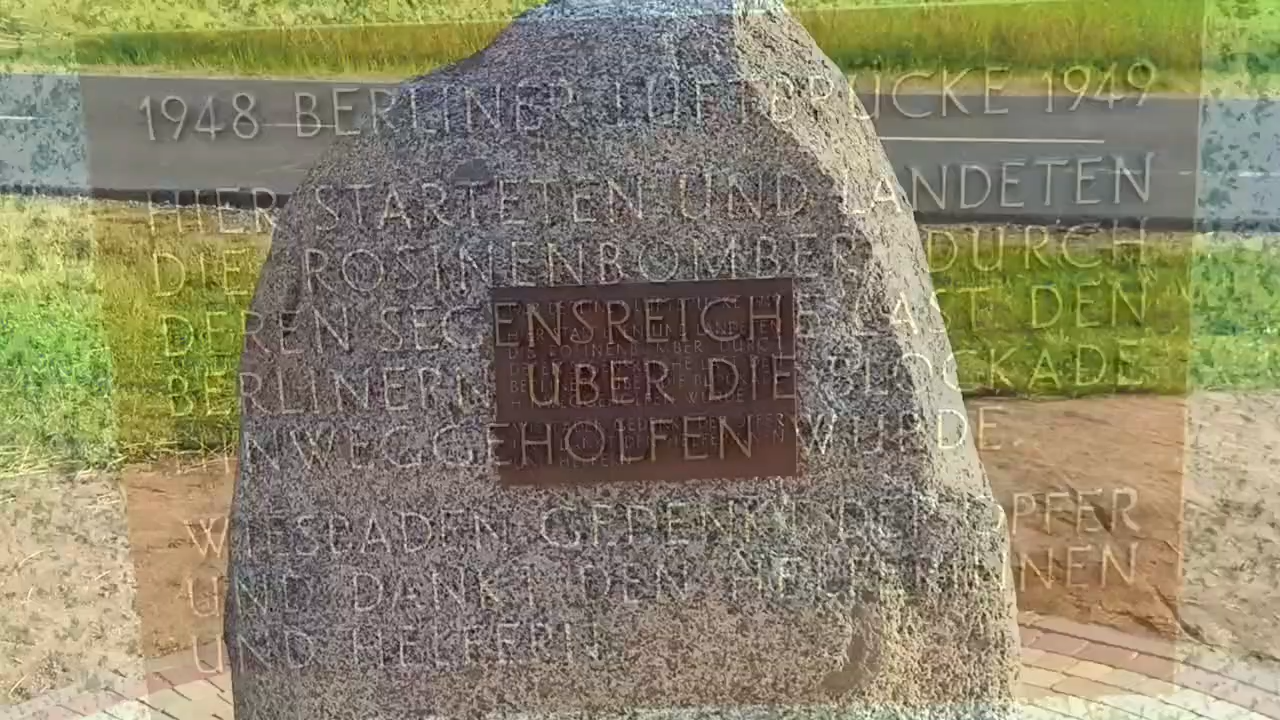 1948 BERLINER LUFTBRÜCKE 1949
HIER STARTETEN UND LANDETEN
DIE ROSINENBOMBER, DURCH
DEREN SEGENSREICHE LAST DEN
BERLINERN ÜBER DIE BLOCKADE
HINWEGGEHOLFEN WURDE.
WIESBADEN GEDENKT DER OPFER
UND DANKT DEN HELFERINNEN
UND HELFERN